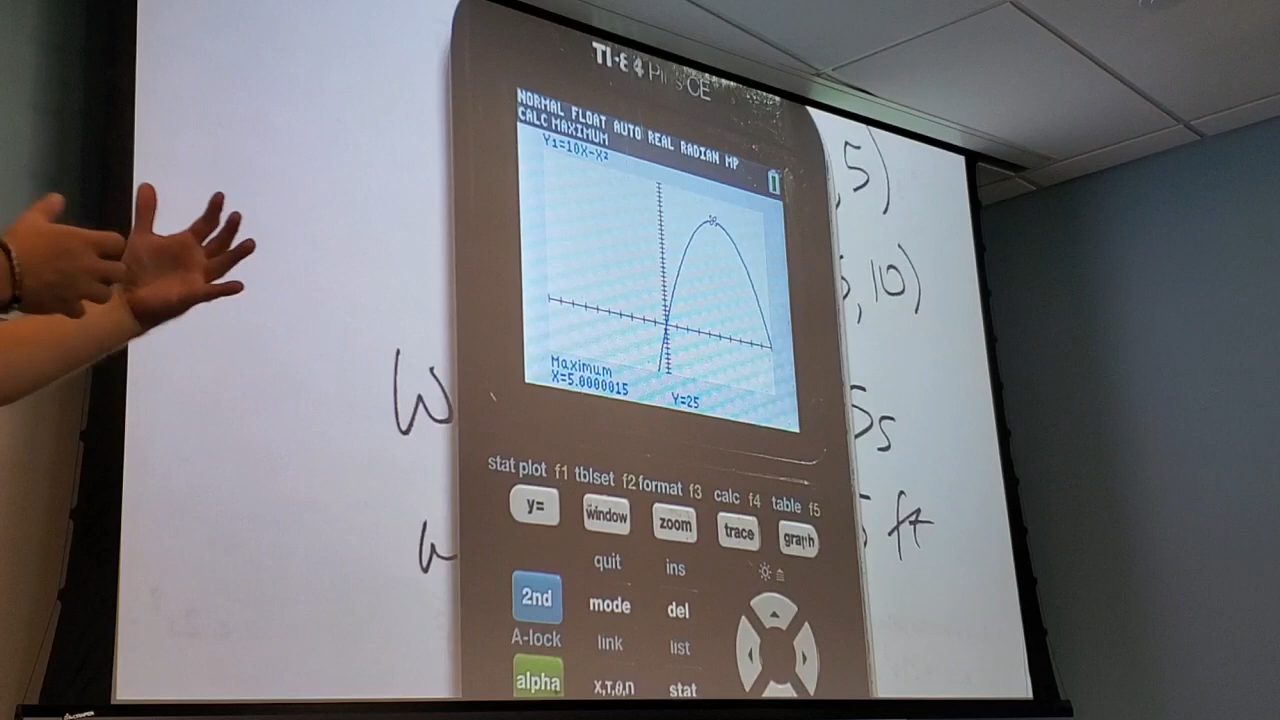 TI-84 Plus CE
NORMAL FLOAT AUTO REAL RADIAN MP
CALC MAXIMUM
Y1=10X-X²
Maximum
X=5.0000015 Y=25
,5)
,10)
W
5s
ft
stat plot f1 tblset f2 format f3 calc f4 table f5
y= window zoom trace graph
quit ins
2nd mode del
A-lock link list
alpha X,T,θ,n stat